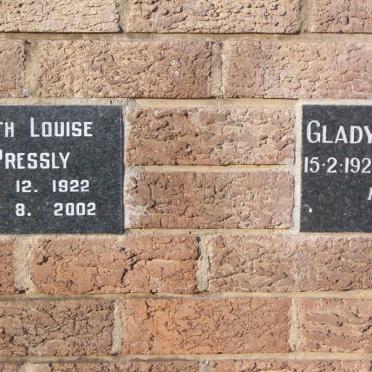 TH LOUISE
PRESSLY
12. 1922
8. 2002
GLADY
15·2·192